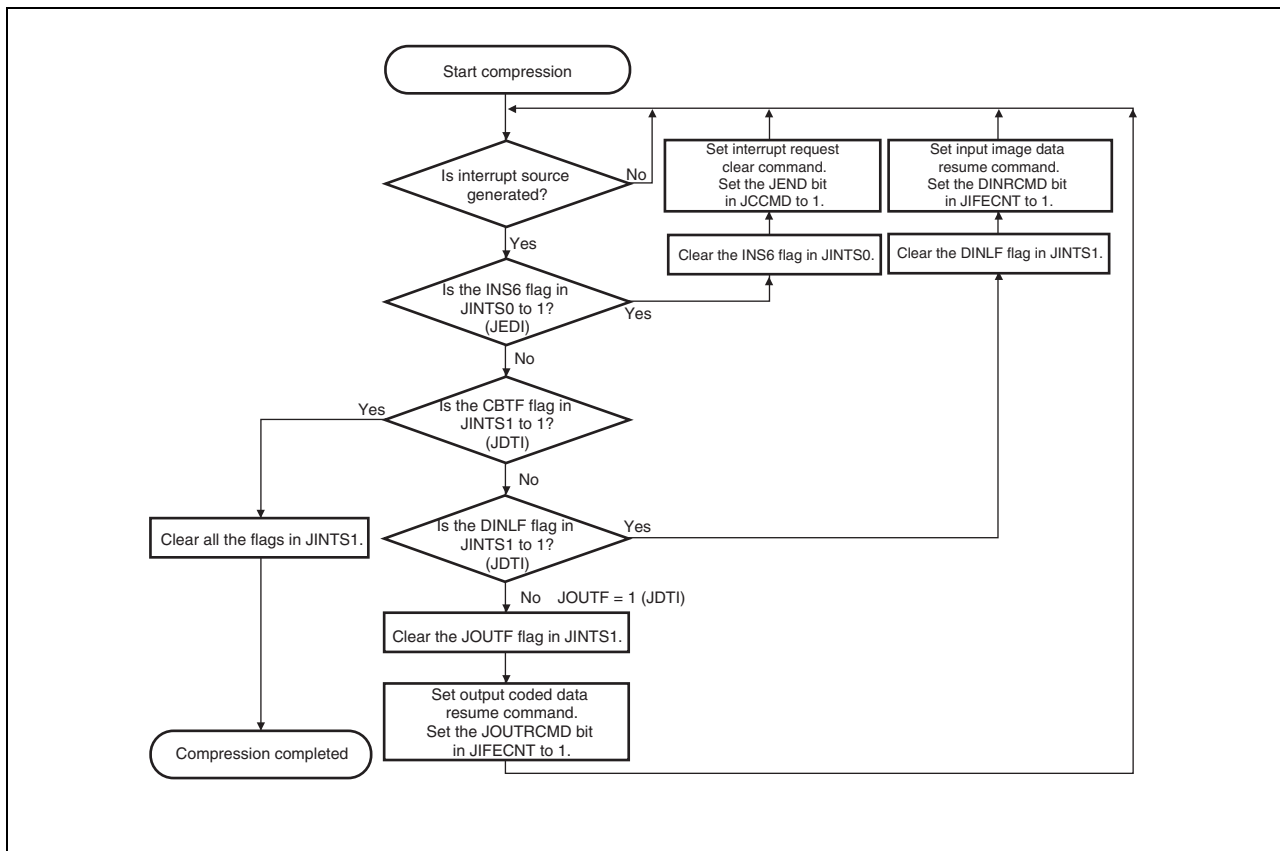 Start compression
Is interrupt source
generated?
No
Set interrupt request
clear command.
Set the JEND bit
in JCCMD to 1.
Set input image data
resume command.
Set the DINRCMD bit
in JIFECNT to 1.
Yes
Clear the INS6 flag in JINTS0.
Clear the DINLF flag in JINTS1.
Is the INS6 flag in
JINTS0 to 1?
(JEDI)
Yes
No
Is the CBTF flag in
JINTS1 to 1?
(JDTI)
Yes
No
Clear all the flags in JINTS1.
Is the DINLF flag in
JINTS1 to 1?
(JDTI)
Yes
No JOUTF = 1 (JDTI)
Clear the JOUTF flag in JINTS1.
Set output coded data
resume command.
Set the JOUTRCMD bit
in JIFECNT to 1.
Compression completed